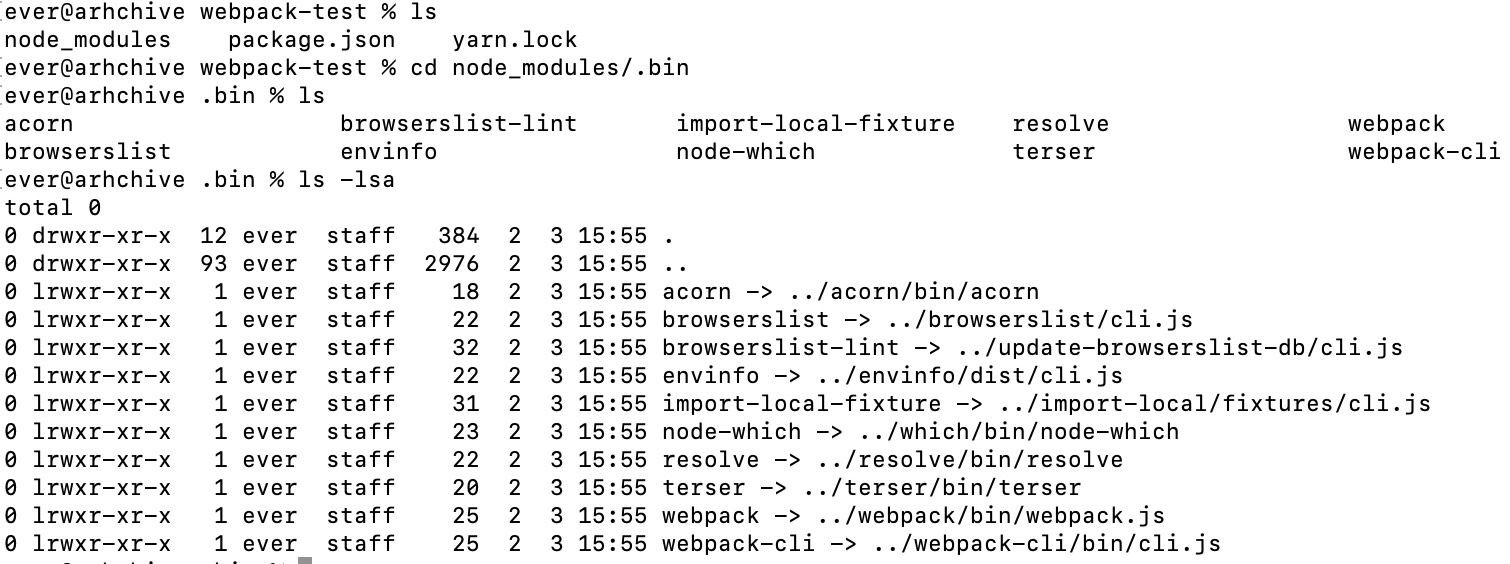 ever@arhchive webpack-test % ls
node_modules    package.json    yarn.lock
ever@arhchive webpack-test % cd node_modules/.bin
ever@arhchive .bin % ls
acorn                   browserslist-lint       import-local-fixture    resolve                 webpack
browserslist            envinfo                 node-which              terser                  webpack-cli
ever@arhchive .bin % ls -lsa
total 0
0 drwxr-xr-x  12 ever  staff   384  2  3 15:55 .
0 drwxr-xr-x  93 ever  staff  2976  2  3 15:55 ..
0 lrwxr-xr-x   1 ever  staff    18  2  3 15:55 acorn -> ../acorn/bin/acorn
0 lrwxr-xr-x   1 ever  staff    22  2  3 15:55 browserslist -> ../browserslist/cli.js
0 lrwxr-xr-x   1 ever  staff    32  2  3 15:55 browserslist-lint -> ../update-browserslist-db/cli.js
0 lrwxr-xr-x   1 ever  staff    22  2  3 15:55 envinfo -> ../envinfo/dist/cli.js
0 lrwxr-xr-x   1 ever  staff    31  2  3 15:55 import-local-fixture -> ../import-local/fixtures/cli.js
0 lrwxr-xr-x   1 ever  staff    23  2  3 15:55 node-which -> ../which/bin/node-which
0 lrwxr-xr-x   1 ever  staff    22  2  3 15:55 resolve -> ../resolve/bin/resolve
0 lrwxr-xr-x   1 ever  staff    20  2  3 15:55 terser -> ../terser/bin/terser
0 lrwxr-xr-x   1 ever  staff    25  2  3 15:55 webpack -> ../webpack/bin/webpack.js
0 lrwxr-xr-x   1 ever  staff    25  2  3 15:55 webpack-cli -> ../webpack-cli/bin/cli.js